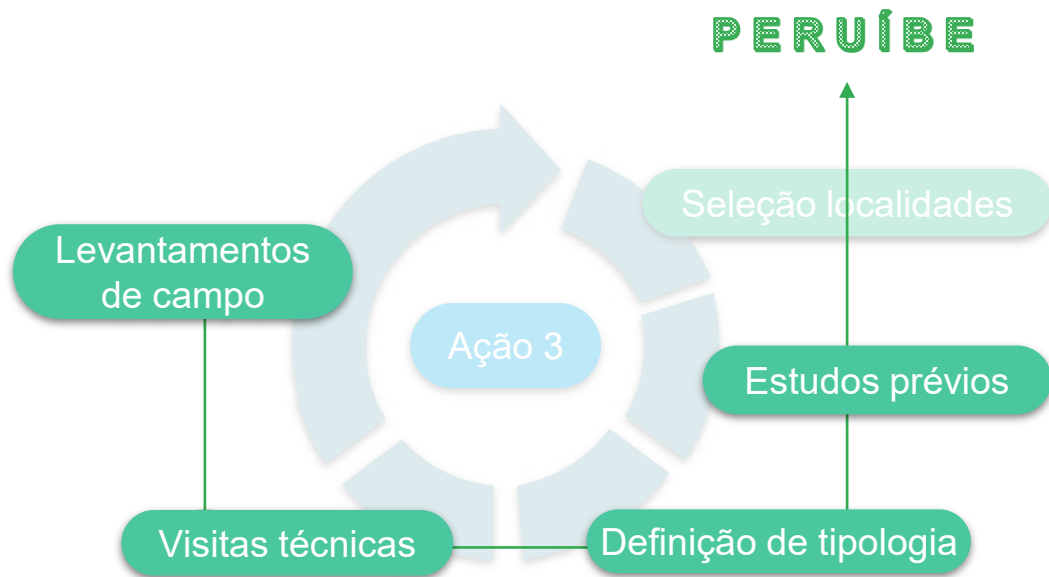 PERUÍBE
Seleção localidades
Levantamentos
de campo
Ação 3
Estudos prévios
Visitas técnicas
Definição de tipologia